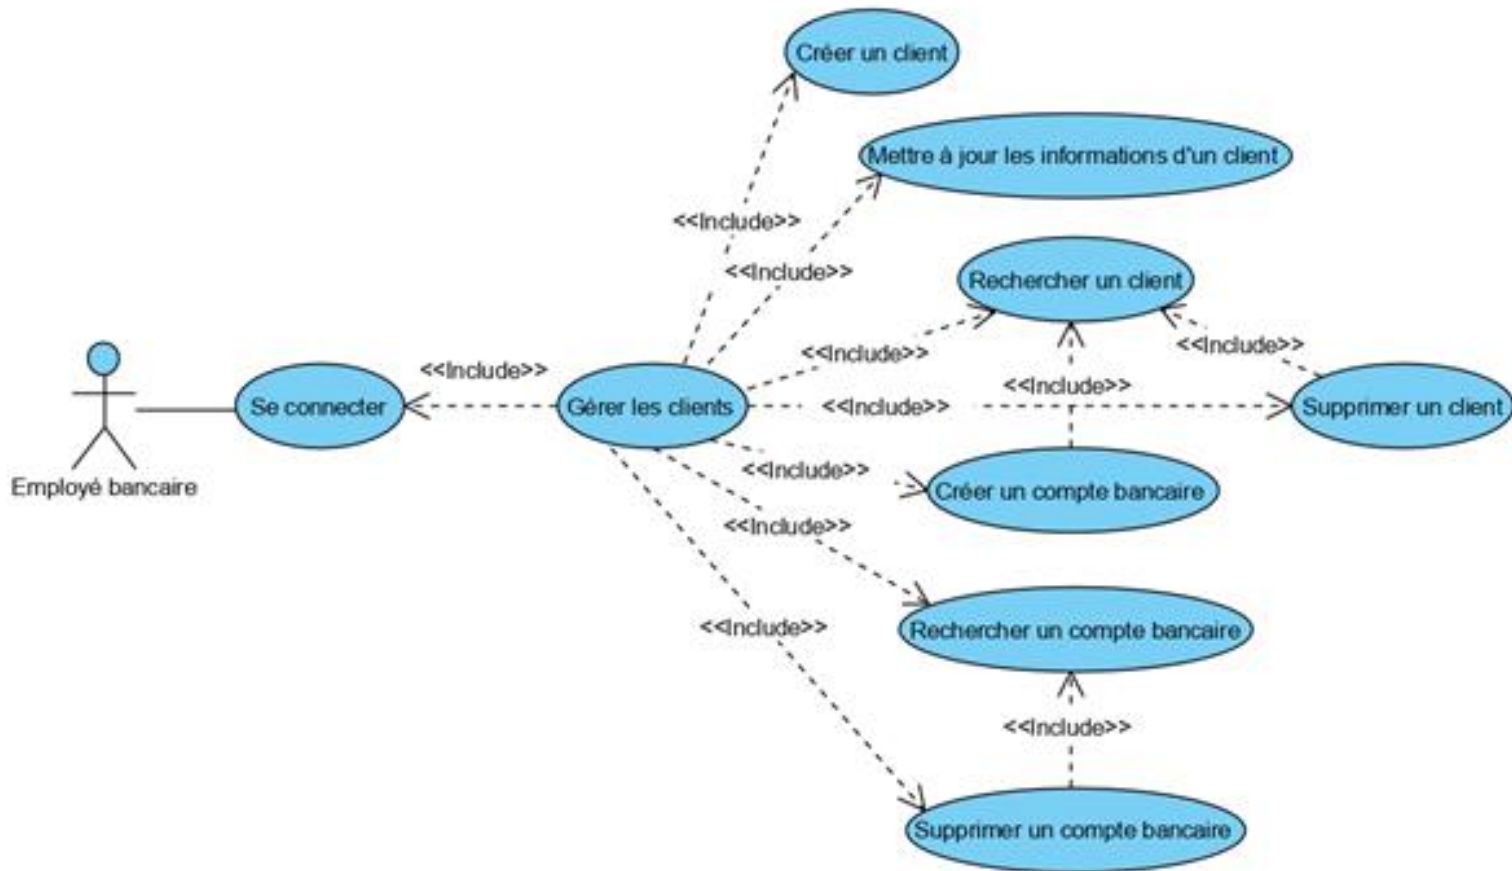 Créer un client
Mettre à jour les informations d'un client
<<Include>>
<<Include>>
Rechercher un client
<<Include>>
<<Include>>
<<Include>>
<<Include>>
Se connecter
Gérer les clients
<<Include>>
Supprimer un client
Employé bancaire
<<Include>>
Créer un compte bancaire
<<Include>>
<<Include>>
Rechercher un compte bancaire
<<Include>>
Supprimer un compte bancaire